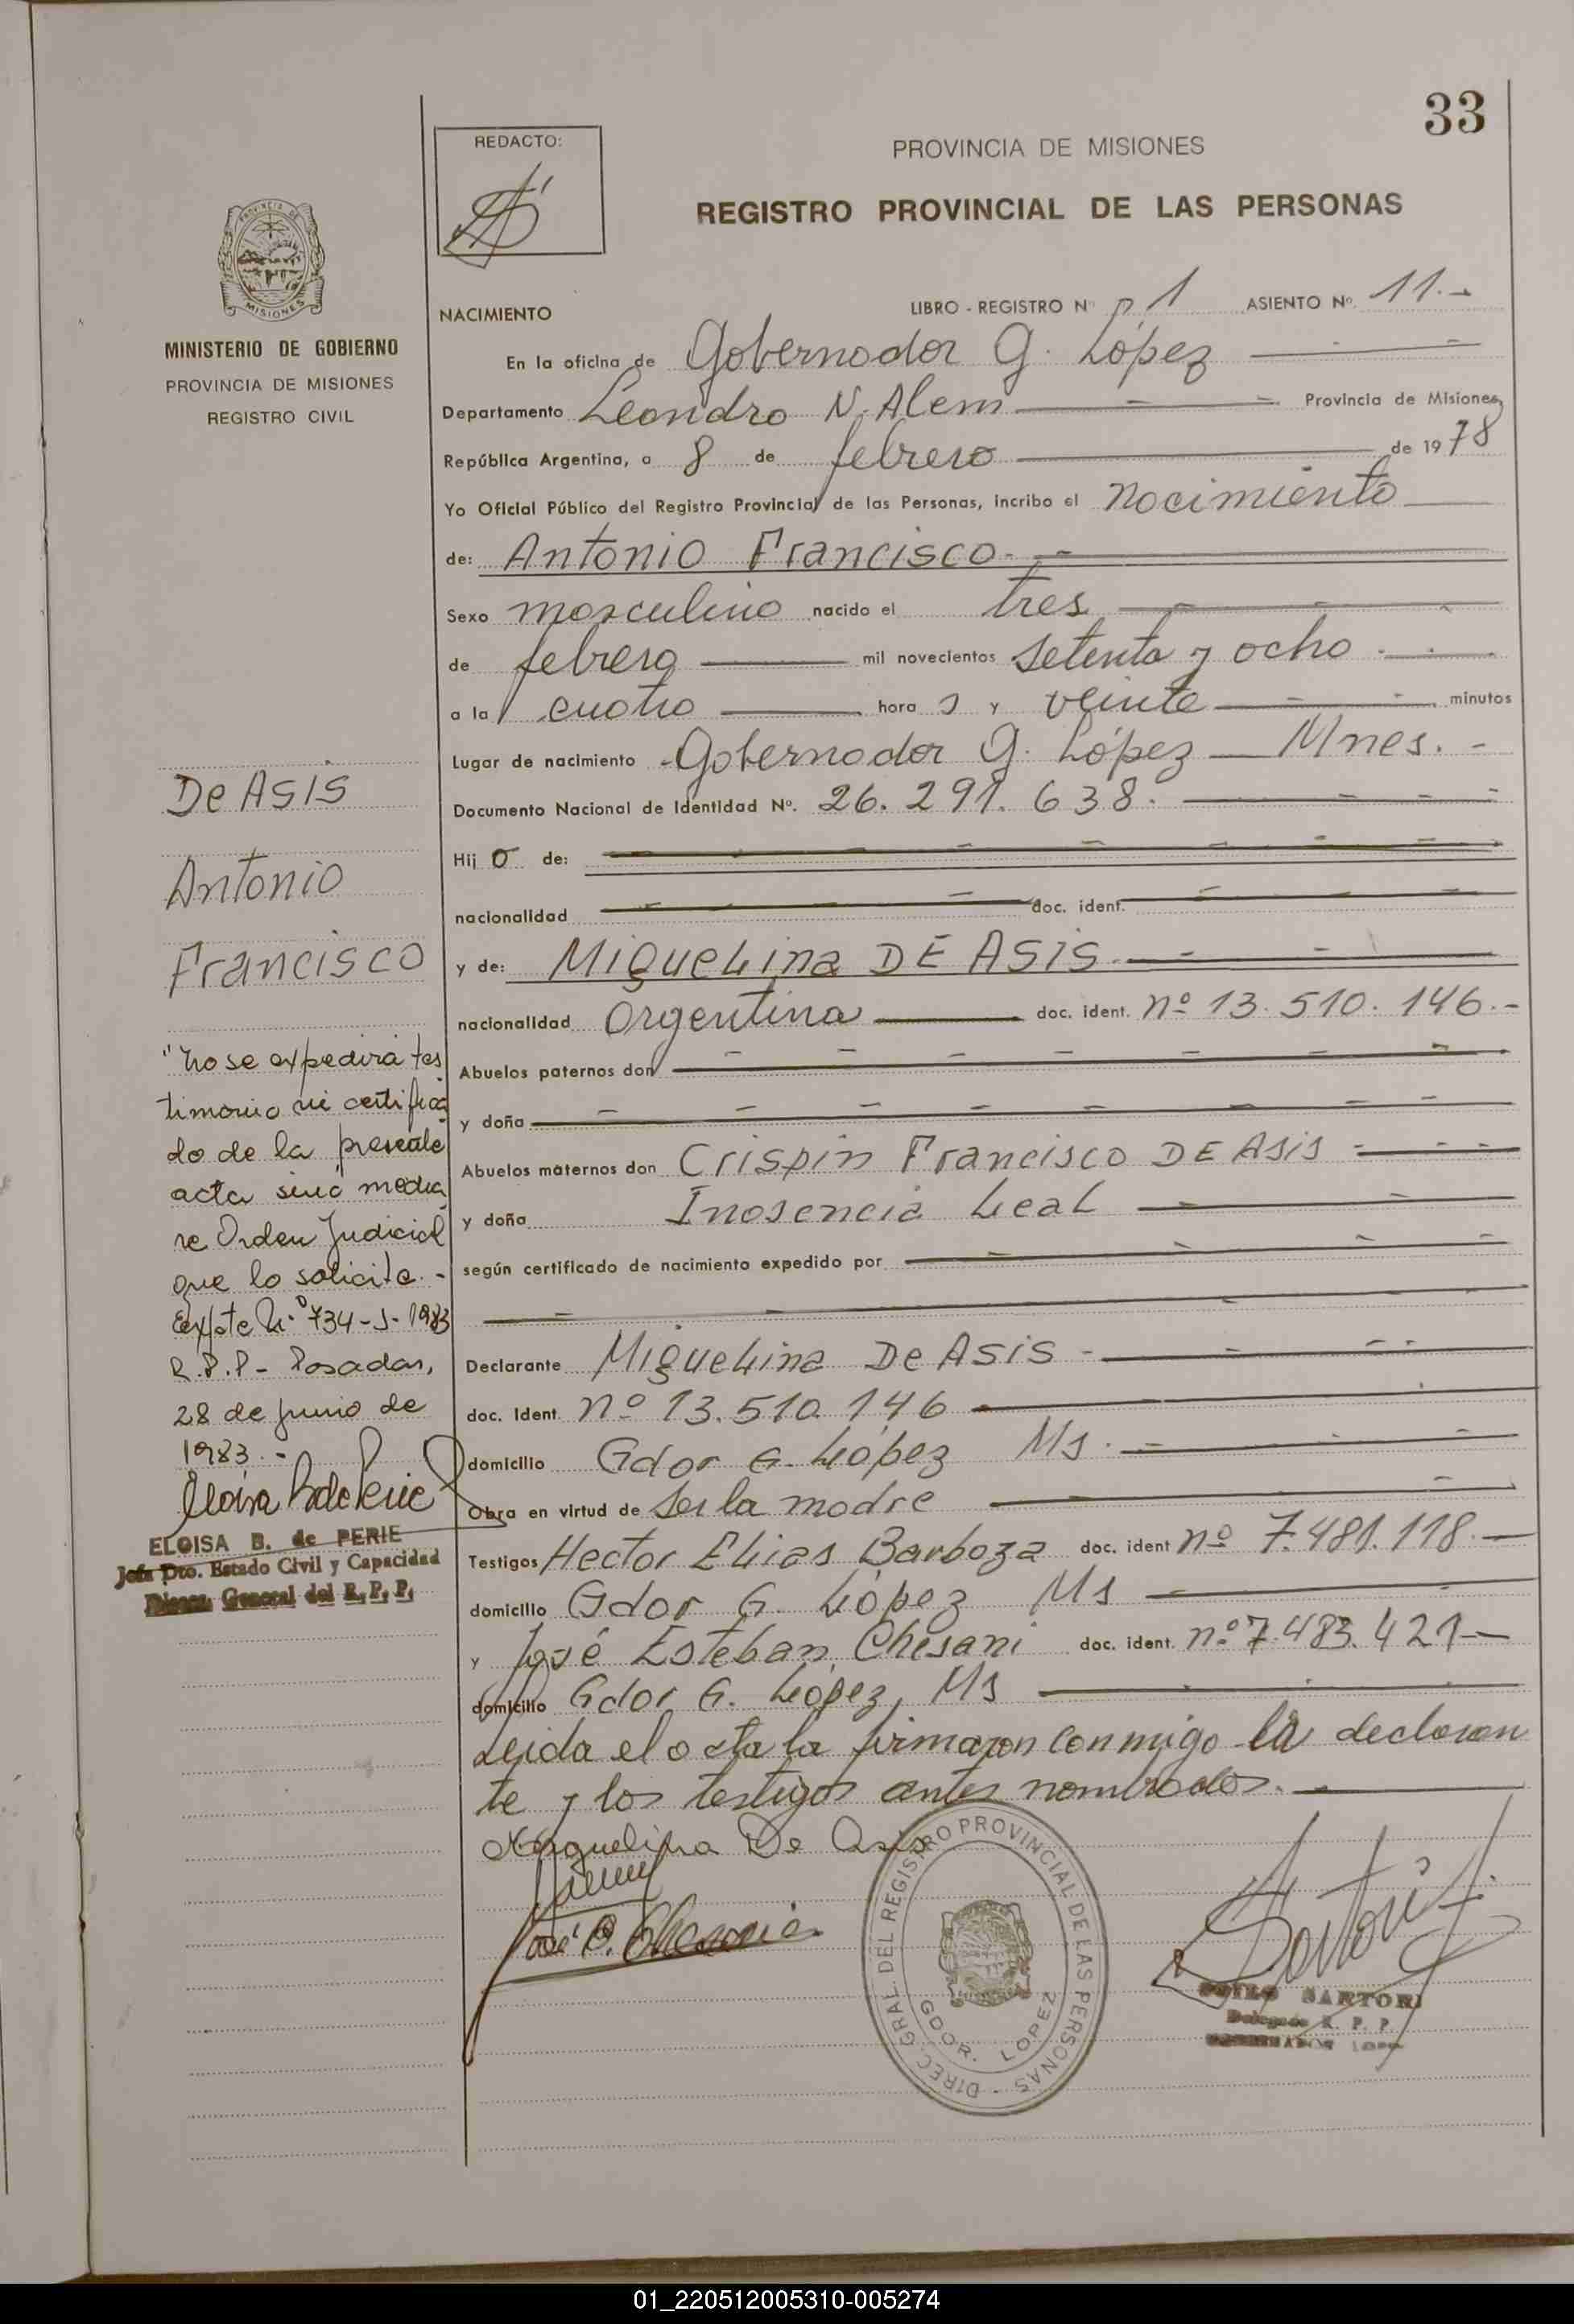 33
REDACTO:
PROVINCIA DE MISIONES
REGISTRO PROVINCIAL DE LAS PERSONAS
PROVINCIA DE
MISIONES
MINISTERIO DE GOBIERNO
PROVINCIA DE MISIONES
REGISTRO CIVIL
NACIMIENTO
LIBRO - REGISTRO Nº 1 ASIENTO Nº 11.-
En la oficina de Gobernador G. López
Departamento Leandro N. Alem Provincia de Misiones
República Argentina, a 8 de febrero de 1978
Yo Oficial Público del Registro Provincial de las Personas, incribo el nacimiento
de: Antonio Francisco.-
Sexo masculino nacido el tres
de febrero mil novecientos setenta y ocho
a la cuatro hora s y veinte minutos
Lugar de nacimiento Gobernador G. López Mnes.-
Documento Nacional de Identidad Nº. 26.291.638.
Hijo de:
nacionalidad doc. ident.
y de: Miguelina DE ASIS
nacionalidad Argentina doc. ident. nº 13.510.146.-
Abuelos paternos don
y doña
Abuelos maternos don Crispin Francisco DE ASIS
y doña Inosencia Leal
según certificado de nacimiento expedido por
Declarante Miguelina De ASIS -
doc. ident. nº 13.510.146
domicilio Gdor G. López Ms.
Obra en virtud de ser la madre
Testigos Hector Elias Barboza doc. ident nº 7.481.118.
domicilio Gdor G. López Ms
y José Esteban Chesani doc. ident. nº 7.483.421
domicilio Gdor G. López, Ms
Leida el acta la firmaron conmigo la declaran
te y los testigos antes nombrados.
Miguelina De Asis
De ASIS
Antonio
Francisco
"No se expedirá tes
timonio ni certifica
do de la presente
acta sinó media
te Orden Judicial
que lo solicite.-
Expte N.º 734-J-1983
R.P.P - Posadas,
28 de junio de
1983.-
ELOISA B. de PERIE
Jefa Dto. Estado Civil y Capacidad
General del R. P. P.
DIREC. GRAL. DEL REGISTRO PROVINCIAL DE LAS PERSONAS -
GDOR. LOPEZ
SARTORI
Delegado R. P. P.
01_220512005310-005274